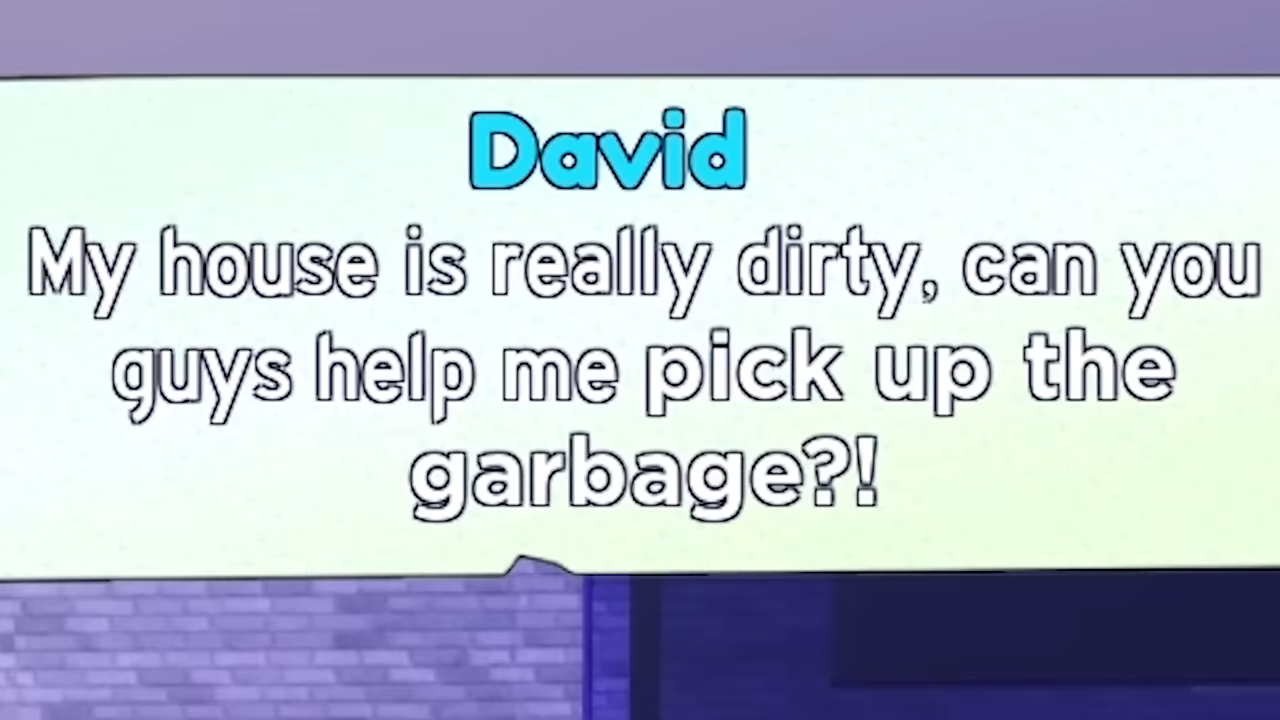 David
My house is really dirty, can you
guys help me pick up the
garbage?!